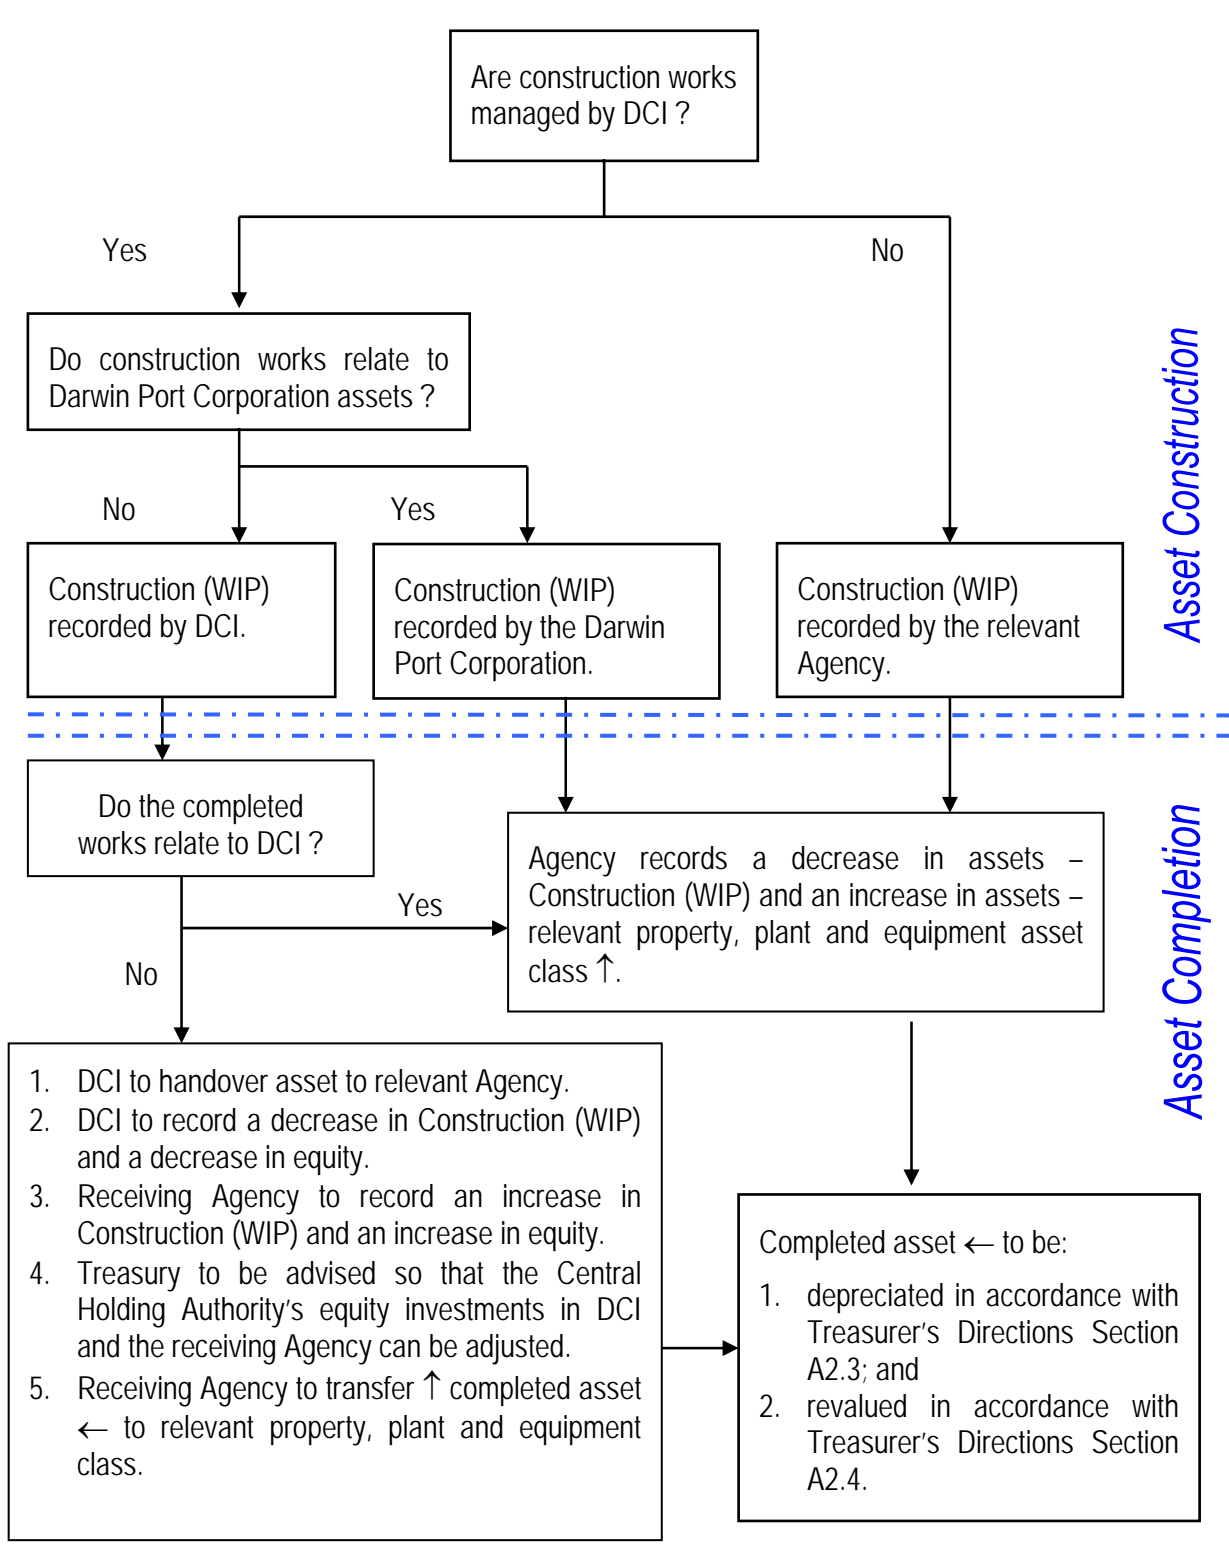 Are construction works
managed by DCI ?
Yes
No
Do construction works relate to
Darwin Port Corporation assets ?
No
Yes
Construction (WIP)
recorded by DCI.
Construction (WIP)
recorded by the Darwin
Port Corporation.
Construction (WIP)
recorded by the relevant
Agency.
Asset Construction
Do the completed
works relate to DCI ?
Yes
No
Agency records a decrease in assets –
Construction (WIP) and an increase in assets –
relevant property, plant and equipment asset
class ↑.
Asset Completion
1. DCI to handover asset to relevant Agency.
2. DCI to record a decrease in Construction (WIP)
and a decrease in equity.
3. Receiving Agency to record an increase in
Construction (WIP) and an increase in equity.
4. Treasury to be advised so that the Central
Holding Authority's equity investments in DCI
and the receiving Agency can be adjusted.
5. Receiving Agency to transfer ↑ completed asset
← to relevant property, plant and equipment
class.
Completed asset ← to be:
1. depreciated in accordance with
Treasurer's Directions Section
A2.3; and
2. revalued in accordance with
Treasurer's Directions Section
A2.4.